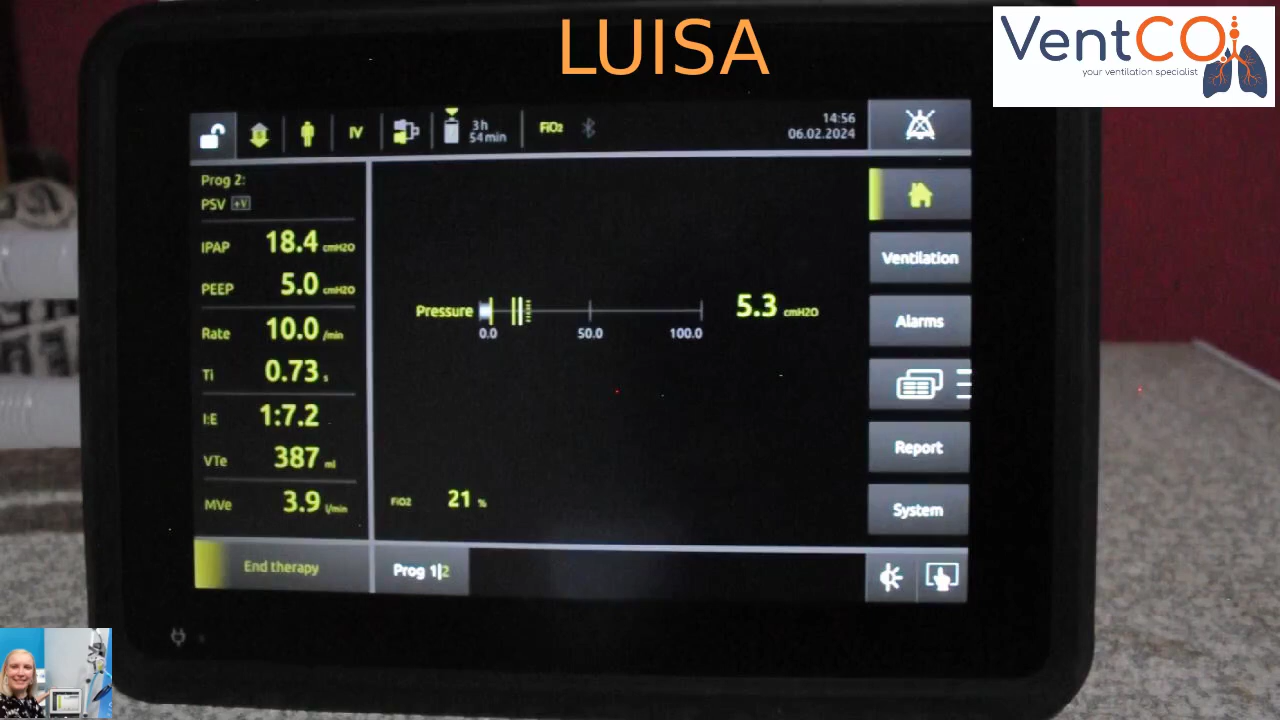 LUISA
VentCO
your ventilation specialist
IV
3h
54 min
FiO2
14:56
06.02.2024
Prog 2:
PSV +V
IPAP 18.4 cmH2O
PEEP 5.0 cmH2O
Rate 10.0 /min
Ti 0.73 s
I:E 1:7.2
VTe 387 ml
MVe 3.9 l/min
Pressure 5.3 cmH2O
0.0 50.0 100.0
FiO2 21 %
Ventilation
Alarms
Report
System
End therapy
Prog 1|2